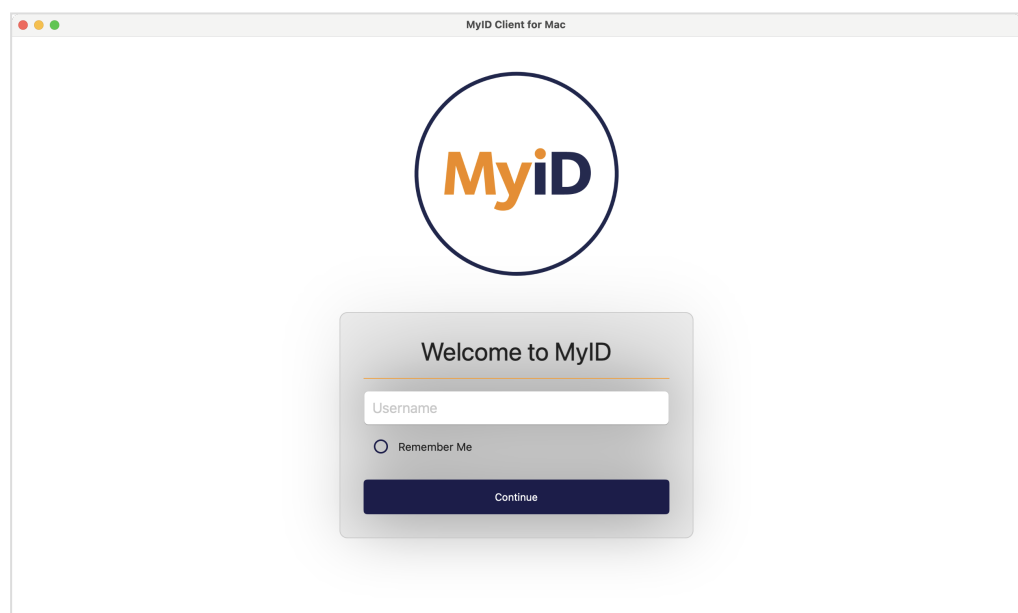 MyID Client for Mac
MyiD
Welcome to MyID
Username
Remember Me
Continue